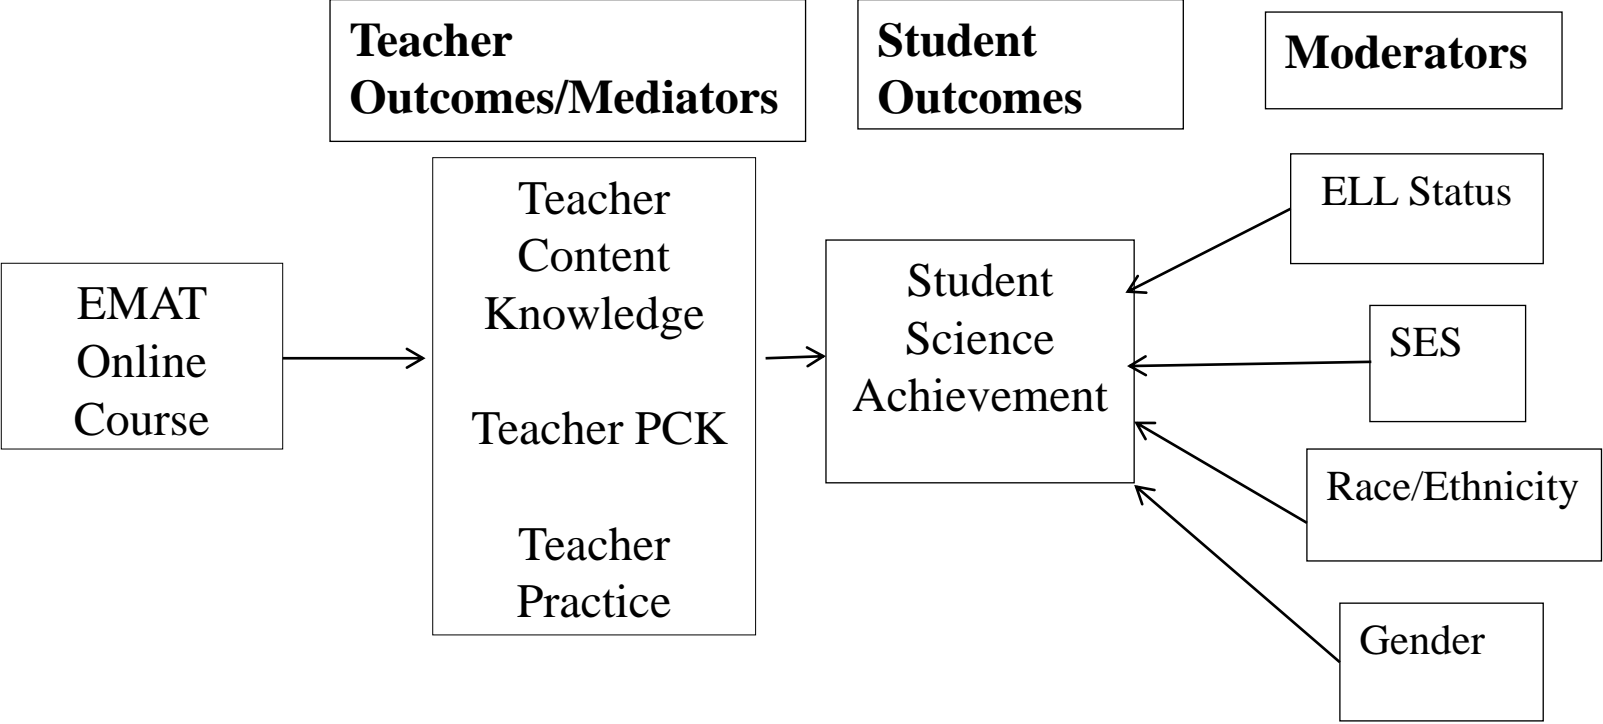 Teacher
Outcomes/Mediators
Student
Outcomes
Moderators
EMAT
Online
Course
Teacher
Content
Knowledge
Teacher PCK
Teacher
Practice
Student
Science
Achievement
ELL Status
SES
Race/Ethnicity
Gender